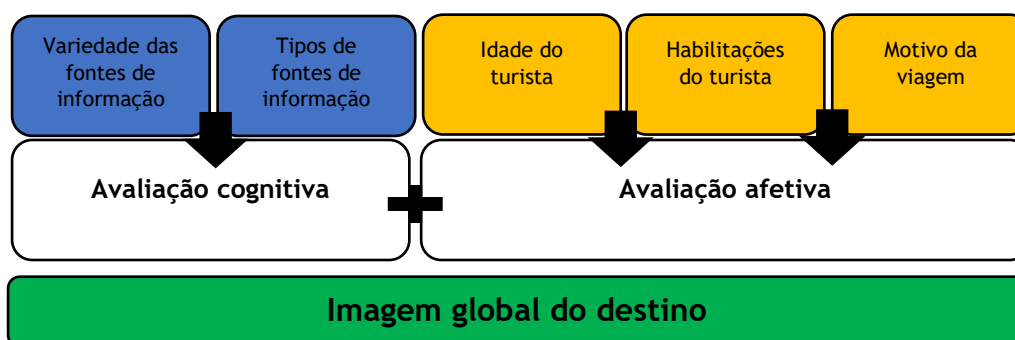 Variedade das
fontes de
informação
Tipos de
fontes de
informação
Idade do
turista
Habilitações
do turista
Motivo da
viagem
Avaliação cognitiva
Avaliação afetiva
Imagem global do destino